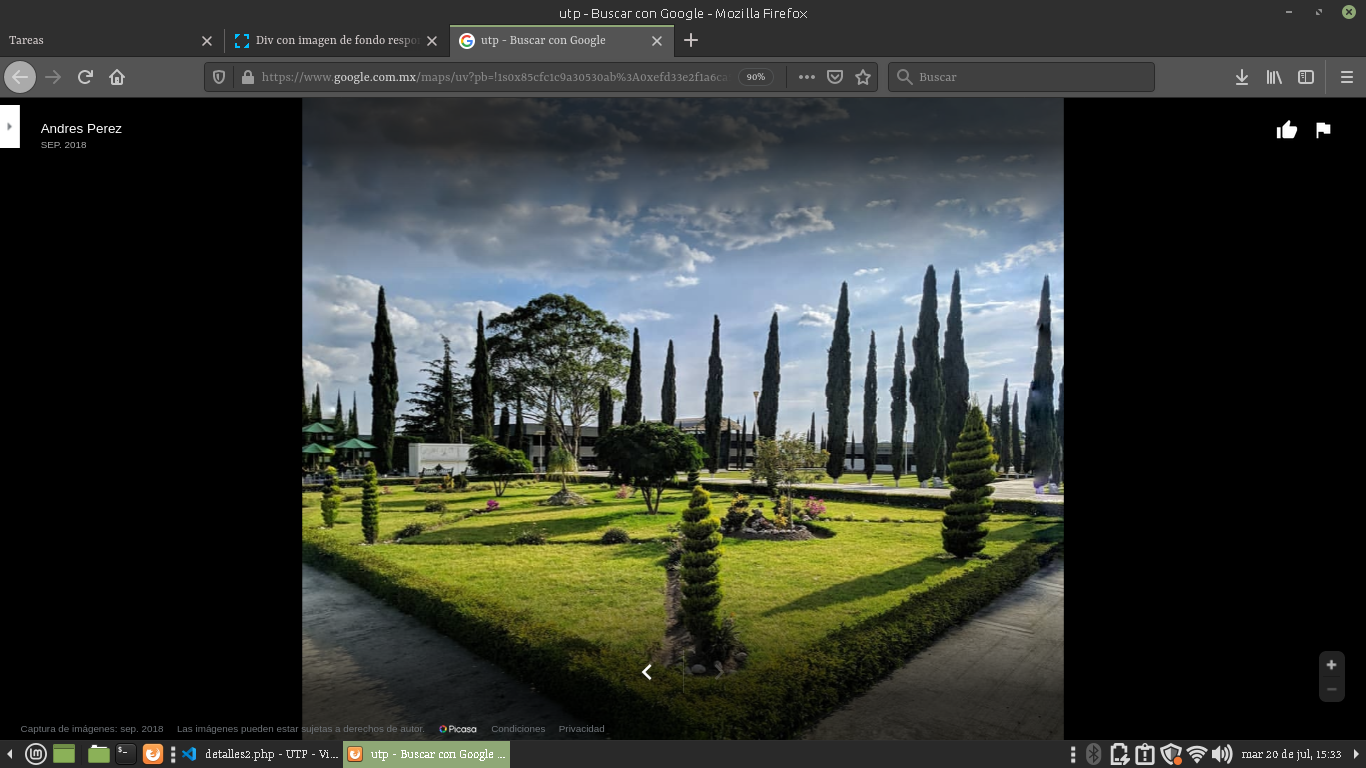 utp - Buscar con Google - Mozilla Firefox
Tareas
Div con imagen de fondo respo
utp - Buscar con Google
https://www.google.com.mx/maps/uv?pb=!1s0x85cfc1c9a30530ab%3A0xefd33e2f1a6ca
90%
Buscar
Andres Perez
SEP. 2018
Captura de imágenes: sep. 2018 Las imágenes pueden estar sujetas a derechos de autor. Picasa Condiciones Privacidad
detalles2.php - UTP - Vi...
utp - Buscar con Google ...
mar 20 de jul, 15:33